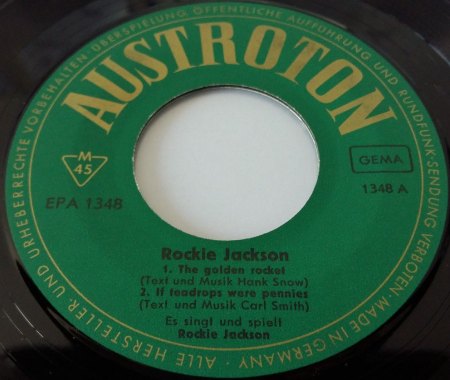 ALLE HERSTELLER UND URHEBERRECHTE VORBEHALTEN ÜBERSPIELUNG, ÖFFENTLICHE AUFFÜHRUNG UND RUNDFUNK-SENDUNG VERBOTEN · MADE IN GERMANY ·
AUSTROTON
M
45
GEMA
EPA 1348
1348 A
Rockie Jackson
1. The golden rocket
(Text und Musik Hank Snow)
2. If teadrops were pennies
(Text und Musik Carl Smith)
Es singt und spielt
Rockie Jackson